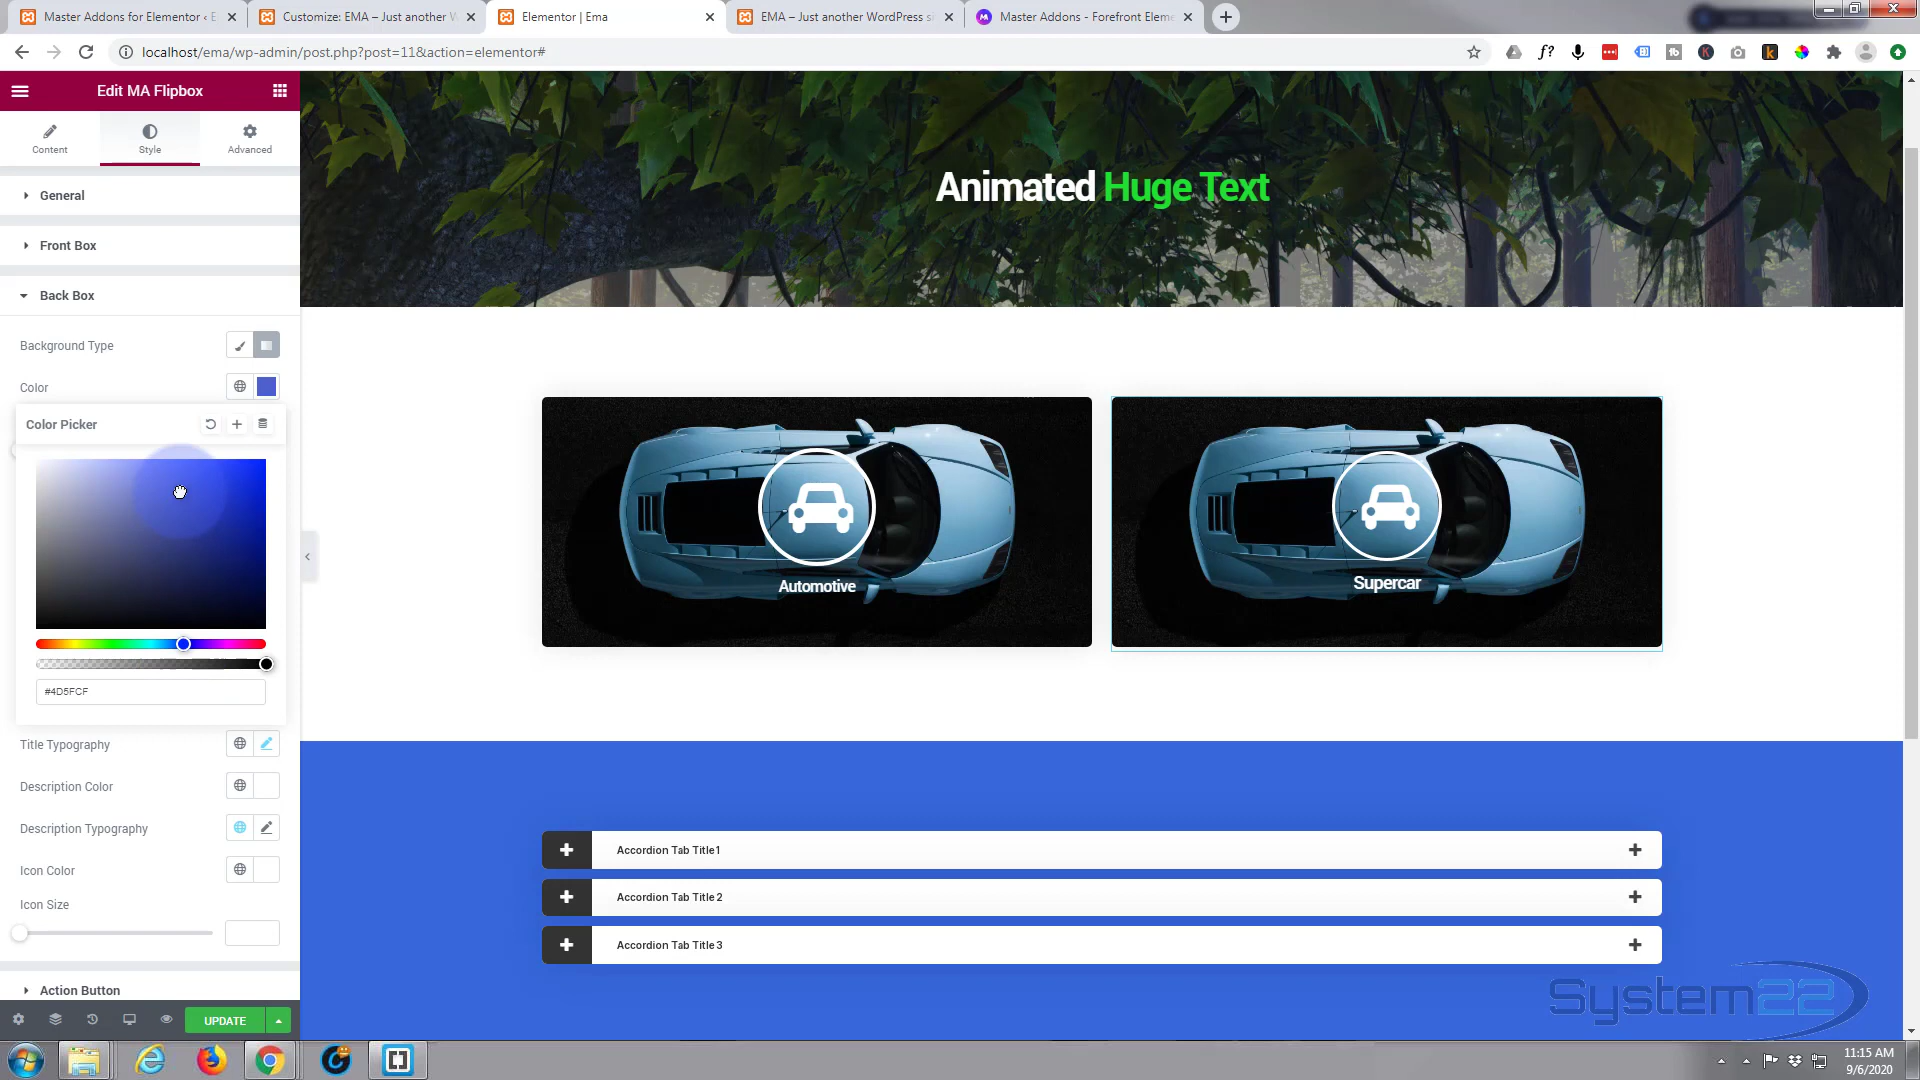 Master Addons for Elementor ‹ E
Customize: EMA – Just another W
Elementor | Ema
EMA – Just another WordPress si
Master Addons - Forefront Eleme
localhost/ema/wp-admin/post.php?post=11&action=elementor#
Edit MA Flipbox
Content
Style
Advanced
General
Front Box
Back Box
Background Type
Color
Color Picker
#4D5FCF
Title Typography
Description Color
Description Typography
Icon Color
Icon Size
Action Button
UPDATE
Animated Huge Text
Automotive
Supercar
Accordion Tab Title1
Accordion Tab Title 2
Accordion Tab Title 3
System22
11:15 AM
9/6/2020